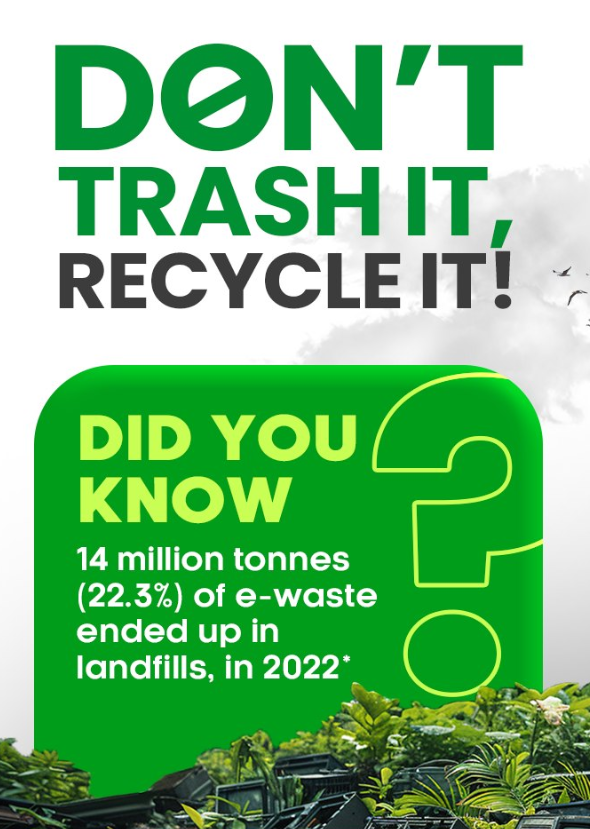 DON'T
TRASH IT,
RECYCLE IT!
DID YOU
KNOW
14 million tonnes
(22.3%) of e-waste
ended up in
landfills, in 2022*
?